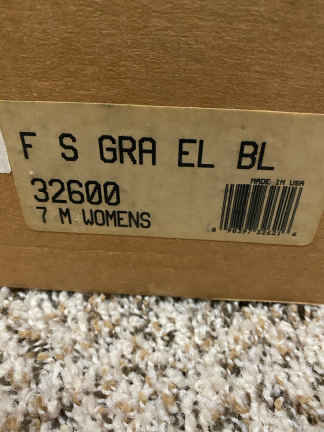 F S GRA EL BL
MADE IN USA
32600
7 M WOMENS